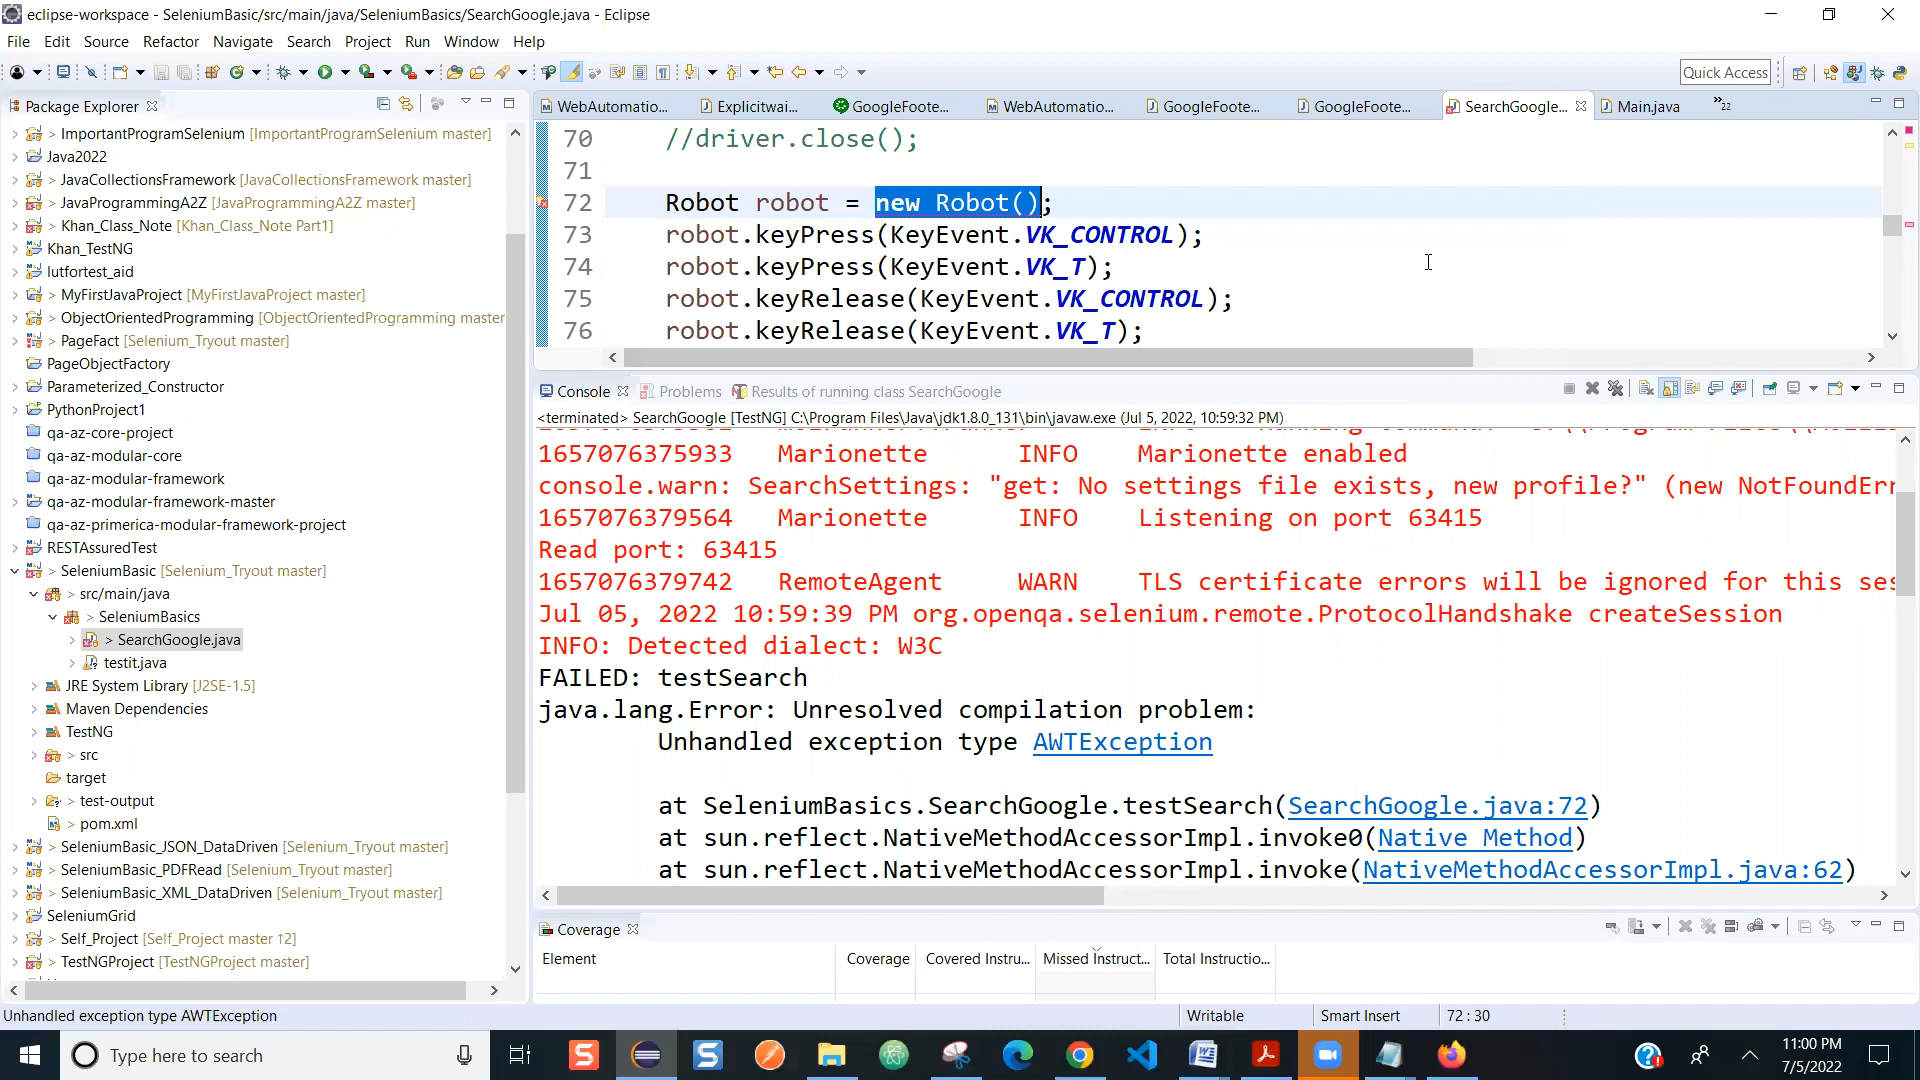 eclipse-workspace - SeleniumBasic/src/main/java/SeleniumBasics/SearchGoogle.java - Eclipse
File Edit Source Refactor Navigate Search Project Run Window Help
Quick Access
Package Explorer
> ImportantProgramSelenium [ImportantProgramSelenium master]
Java2022
> JavaCollectionsFramework [JavaCollectionsFramework master]
> JavaProgrammingA2Z [JavaProgrammingA2Z master]
> Khan_Class_Note [Khan_Class_Note Part1]
Khan_TestNG
lutfortest_aid
MyFirstJavaProject [MyFirstJavaProject master]
> ObjectOrientedProgramming [ObjectOrientedProgramming master
> PageFact [Selenium_Tryout master]
PageObjectFactory
Parameterized_Constructor
PythonProject1
qa-az-core-project
qa-az-modular-core
qa-az-modular-framework
qa-az-modular-framework-master
qa-az-primerica-modular-framework-project
RESTAssuredTest
> SeleniumBasic [Selenium_Tryout master]
> src/main/java
> SeleniumBasics
> SearchGoogle.java
testit.java
JRE System Library [J2SE-1.5]
Maven Dependencies
TestNG
> src
target
> test-output
> pom.xml
> SeleniumBasic_JSON_DataDriven [Selenium_Tryout master]
> SeleniumBasic_PDFRead [Selenium_Tryout master]
> SeleniumBasic_XML_DataDriven [Selenium_Tryout master]
SeleniumGrid
> Self_Project [Self_Project master ↑2]
> TestNGProject [TestNGProject master]
WebAutomatio... Explicitwai... GoogleFoote... WebAutomatio... GoogleFoote... GoogleFoote... SearchGoogle... Main.java »22
70 //driver.close();
71
72 Robot robot = new Robot();
73 robot.keyPress(KeyEvent.VK_CONTROL);
74 robot.keyPress(KeyEvent.VK_T);
75 robot.keyRelease(KeyEvent.VK_CONTROL);
76 robot.keyRelease(KeyEvent.VK_T);
Console Problems Results of running class SearchGoogle
<terminated> SearchGoogle [TestNG] C:\Program Files\Java\jdk1.8.0_131\bin\javaw.exe (Jul 5, 2022, 10:59:32 PM)
1657076375933 Marionette INFO Marionette enabled
console.warn: SearchSettings: "get: No settings file exists, new profile?" (new NotFoundErr
1657076379564 Marionette INFO Listening on port 63415
Read port: 63415
1657076379742 RemoteAgent WARN TLS certificate errors will be ignored for this ses
Jul 05, 2022 10:59:39 PM org.openqa.selenium.remote.ProtocolHandshake createSession
INFO: Detected dialect: W3C
FAILED: testSearch
java.lang.Error: Unresolved compilation problem:
Unhandled exception type AWTException
at SeleniumBasics.SearchGoogle.testSearch(SearchGoogle.java:72)
at sun.reflect.NativeMethodAccessorImpl.invoke0(Native Method)
at sun.reflect.NativeMethodAccessorImpl.invoke(NativeMethodAccessorImpl.java:62)
Coverage
Element Coverage Covered Instru... Missed Instruct... Total Instructio...
Unhandled exception type AWTException Writable Smart Insert 72 : 30
Type here to search
11:00 PM
7/5/2022